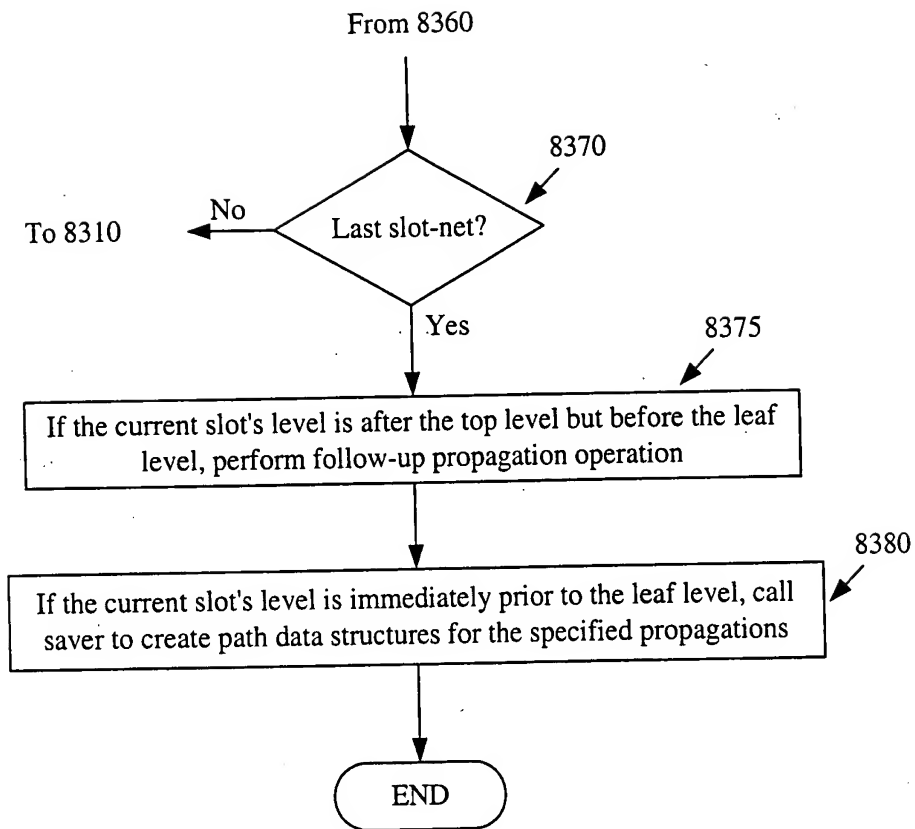 From 8360
8370
Last slot-net?
No
To 8310
Yes
8375
If the current slot's level is after the top level but before the leaf
level, perform follow-up propagation operation
8380
If the current slot's level is immediately prior to the leaf level, call
saver to create path data structures for the specified propagations
END